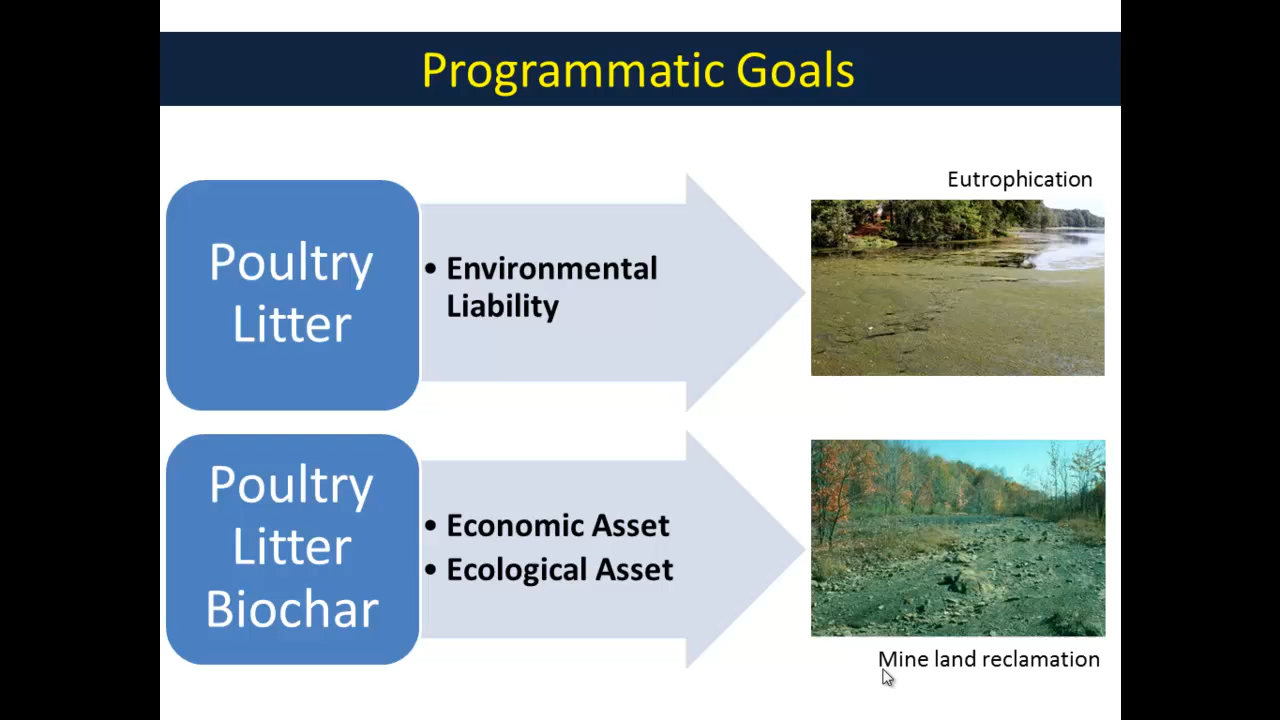 Programmatic Goals
Poultry
Litter
• Environmental
Liability
Eutrophication
Poultry
Litter
Biochar
• Economic Asset
• Ecological Asset
Mine land reclamation